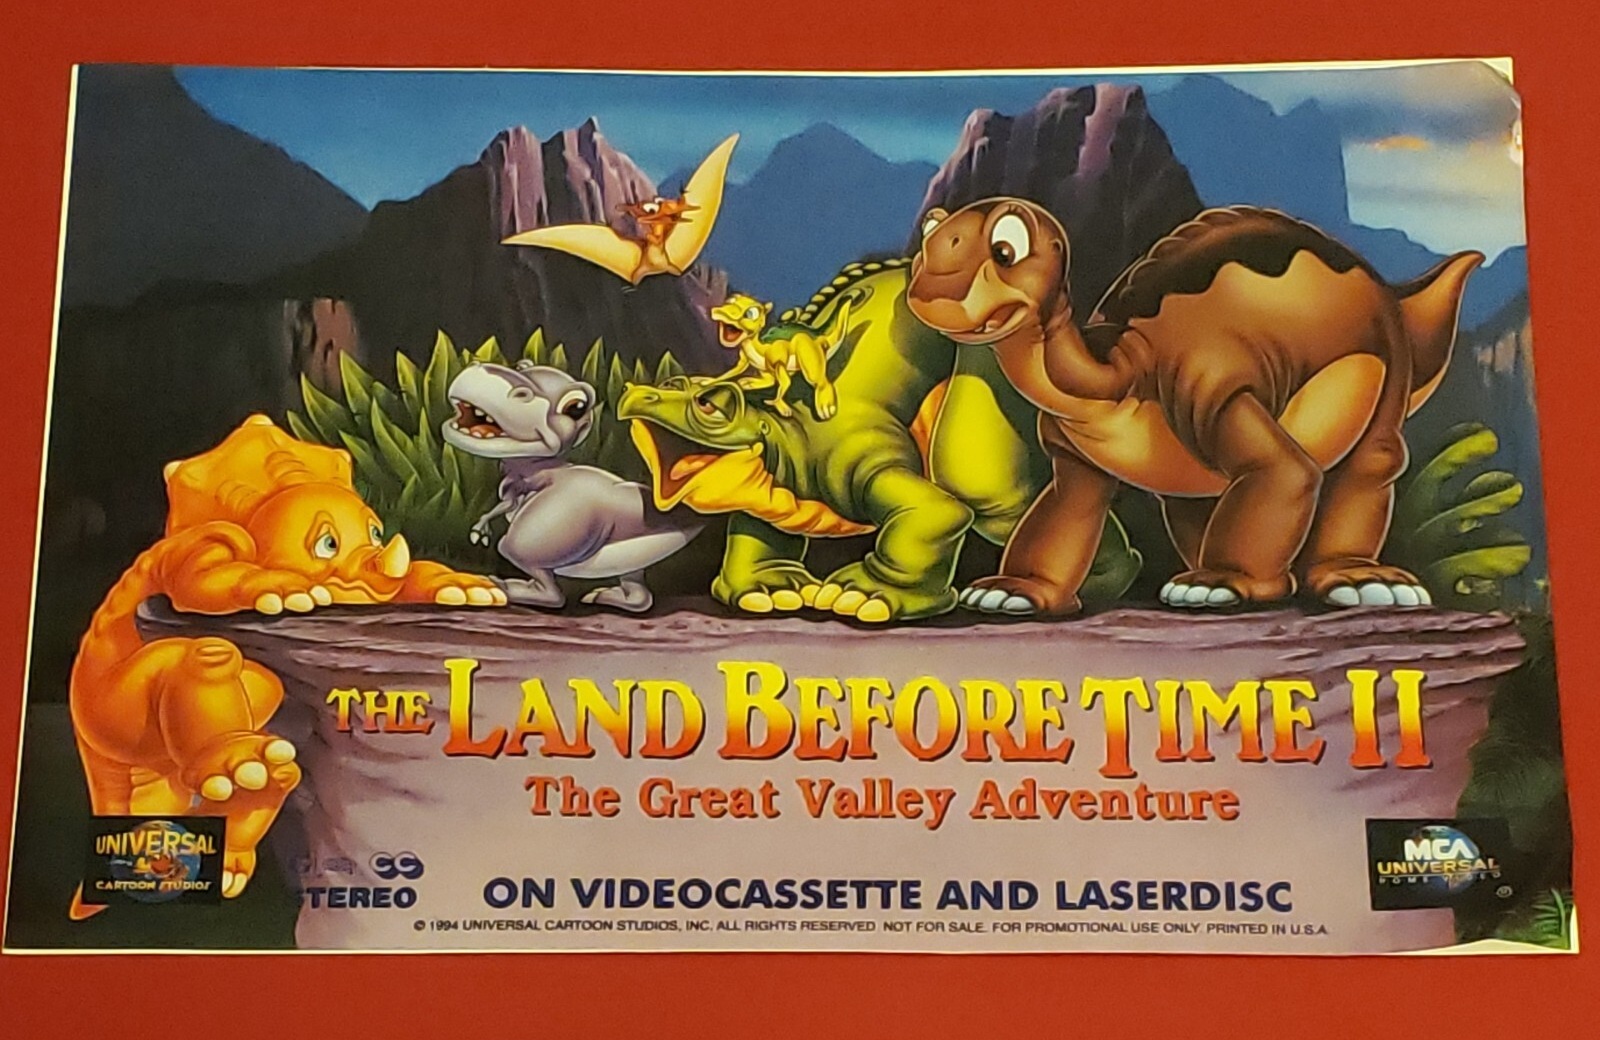 THE LAND BEFORE TIME II
The Great Valley Adventure
UNIVERSAL
CARTOON STUDIOS
CC
STEREO
ON VIDEOCASSETTE AND LASERDISC
MCA
UNIVERSAL
HOME VIDEO
© 1994 UNIVERSAL CARTOON STUDIOS, INC. ALL RIGHTS RESERVED. NOT FOR SALE. FOR PROMOTIONAL USE ONLY. PRINTED IN U.S.A.